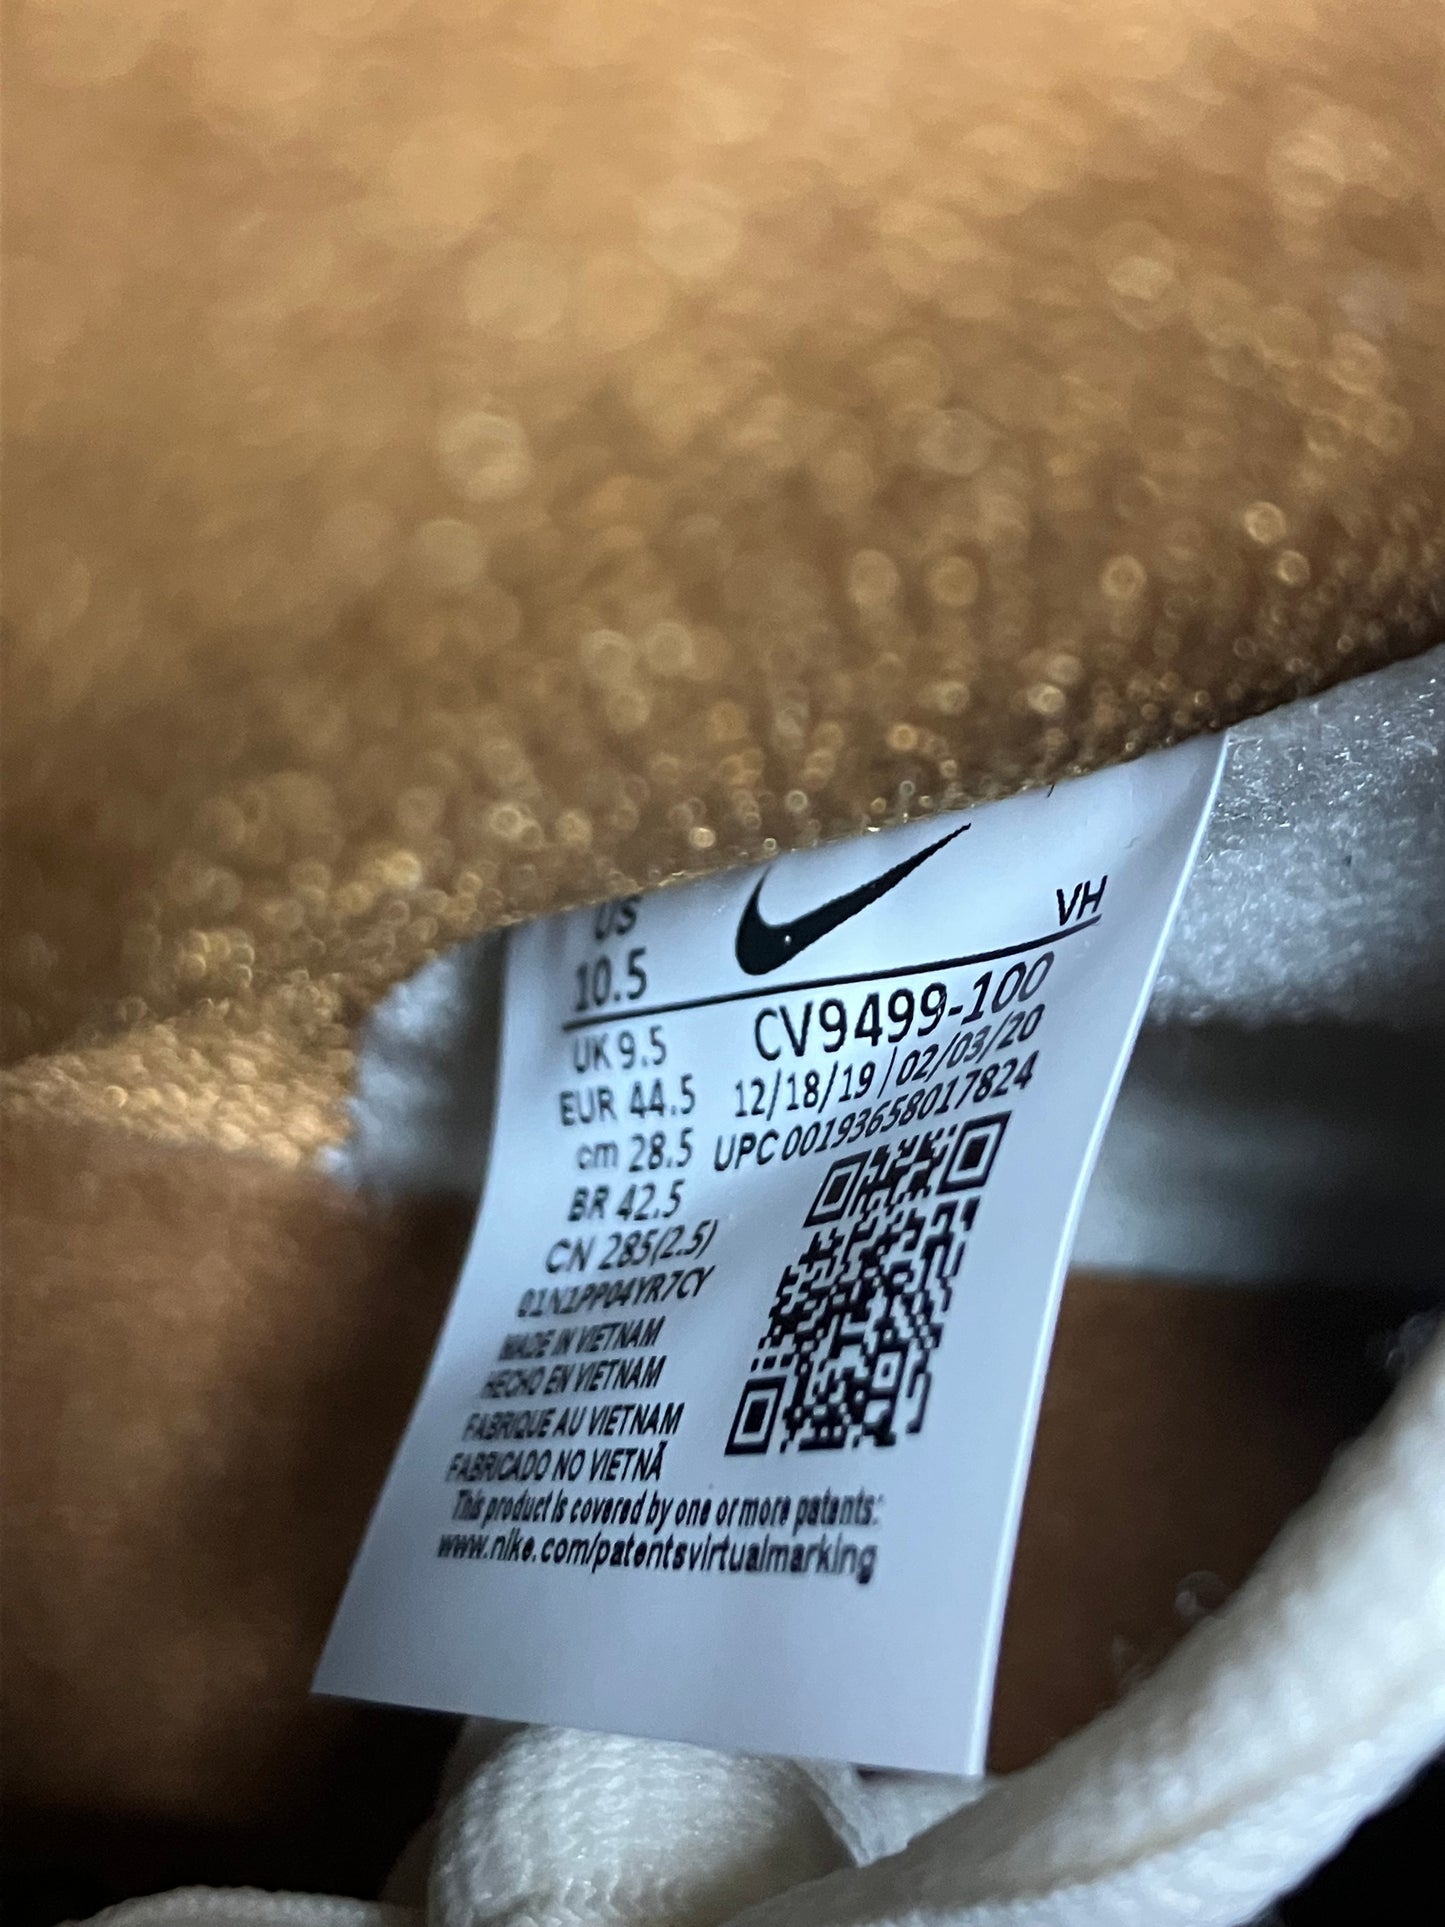 US
10.5
VH
UK 9.5
EUR 44.5
cm 28.5
BR 42.5
CN 285(2.5)
01N1PP04YR7CY
MADE IN VIETNAM
HECHO EN VIETNAM
FABRIQUE AU VIETNAM
FABRICADO NO VIETNÃ
CV9499-100
12/18/19 | 02/03/20
UPC 00193658017824
This product is covered by one or more patents:
www.nike.com/patentsvirtualmarking